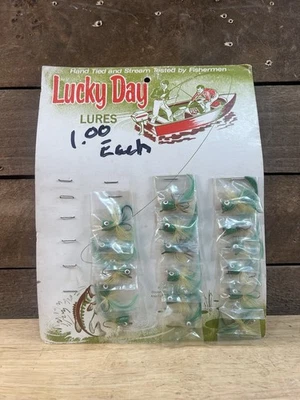 Hand Tied and Stream Tested by Fishermen
Lucky Day
LURES
1.00
Each